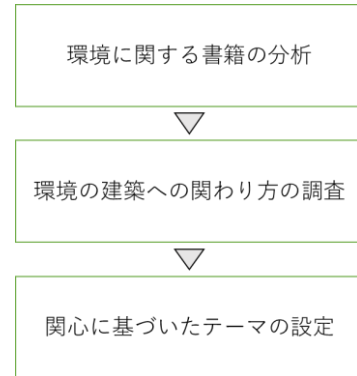 環境に関する書籍の分析
環境の建築への関わり方の調査
関心に基づいたテーマの設定